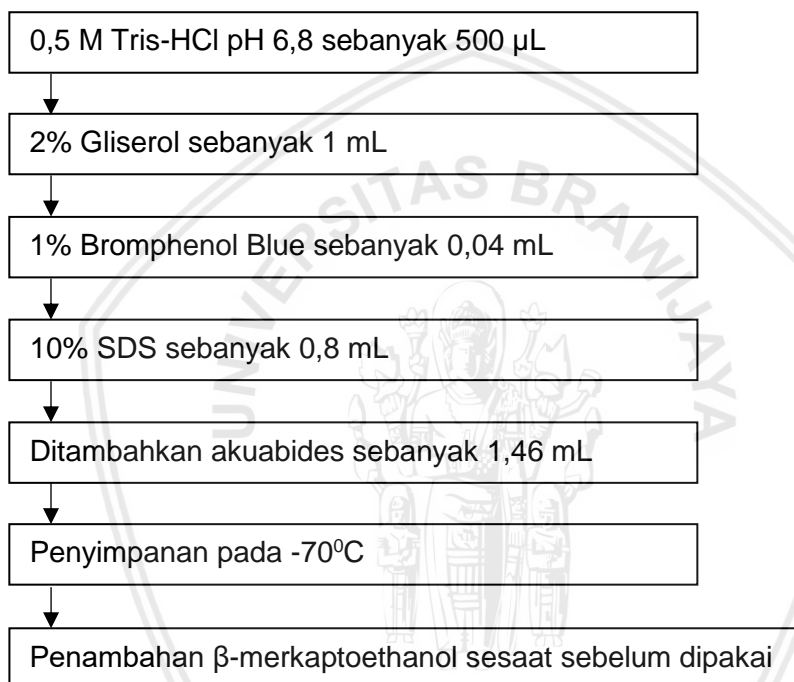 0,5 M Tris-HCl pH 6,8 sebanyak 500 µL
2% Gliserol sebanyak 1 mL
UNIVERSITAS BRAWIJAYA
1% Bromphenol Blue sebanyak 0,04 mL
10% SDS sebanyak 0,8 mL
Ditambahkan akuabides sebanyak 1,46 mL
Penyimpanan pada -70⁰C
Penambahan β-merkaptoethanol sesaat sebelum dipakai